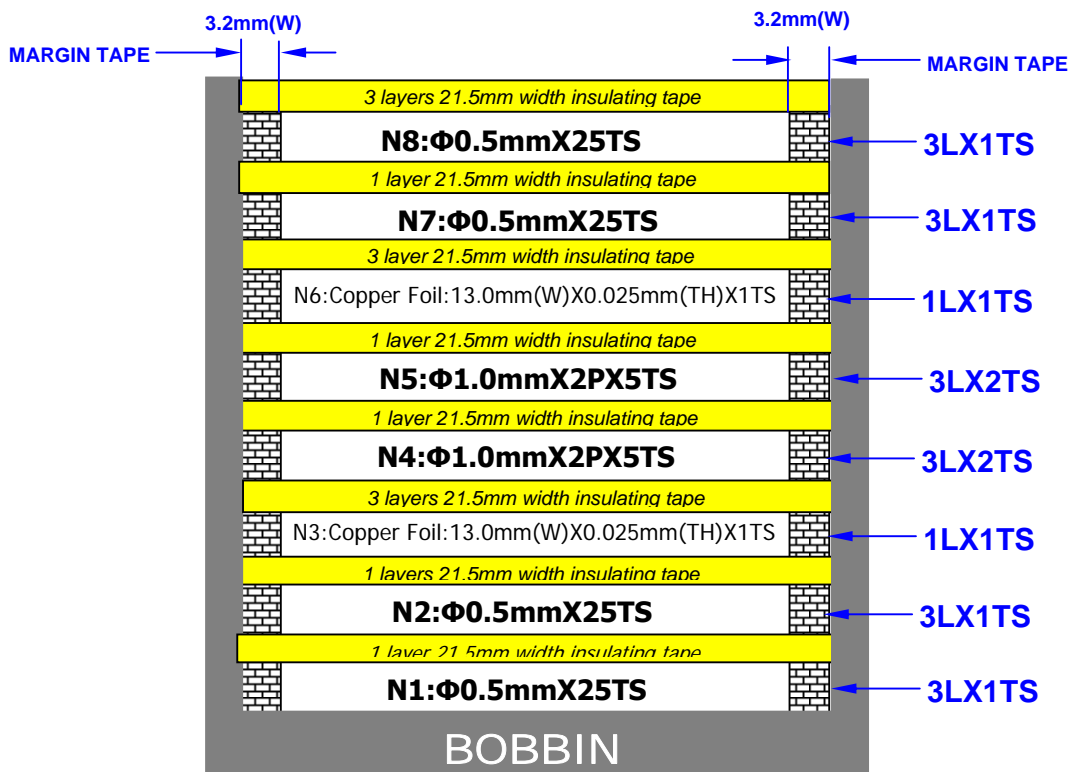 3.2mm(W) 3.2mm(W)
MARGIN TAPE MARGIN TAPE
3 layers 21.5mm width insulating tape
N8:Φ0.5mmX25TS 3LX1TS
1 layer 21.5mm width insulating tape
N7:Φ0.5mmX25TS 3LX1TS
3 layer 21.5mm width insulating tape
N6:Copper Foil:13.0mm(W)X0.025mm(TH)X1TS 1LX1TS
1 layer 21.5mm width insulating tape
N5:Φ1.0mmX2PX5TS 3LX2TS
1 layer 21.5mm width insulating tape
N4:Φ1.0mmX2PX5TS 3LX2TS
3 layers 21.5mm width insulating tape
N3:Copper Foil:13.0mm(W)X0.025mm(TH)X1TS 1LX1TS
1 layers 21.5mm width insulating tape
N2:Φ0.5mmX25TS 3LX1TS
1 layer 21.5mm width insulating tape
N1:Φ0.5mmX25TS 3LX1TS
BOBBIN